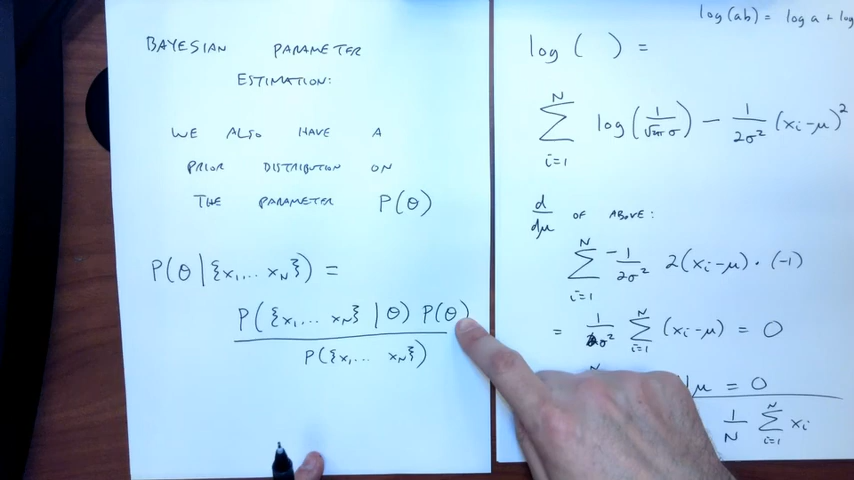 BAYESIAN PARAMETER
ESTIMATION:
WE ALSO HAVE A
PRIOR DISTRIBUTION ON
THE PARAMETER P(θ)
P(θ|{x₁,... x_N}) =
P({x₁,... x_N} | θ) P(θ)
P({x₁,... x_N})
log(ab) = log a + log
log ( ) =
N
∑ log(1/√2π σ) - 1/2σ² (xᵢ-μ)²
i=1
d/dμ OF ABOVE:
N
∑ -1/2σ² 2(xᵢ-μ)·(-1)
i=1
= 1/σ² ∑ᵢ₌₁ᴺ (xᵢ-μ) = 0
μ = 0
1/N ∑ᵢ₌₁ᴺ xᵢ